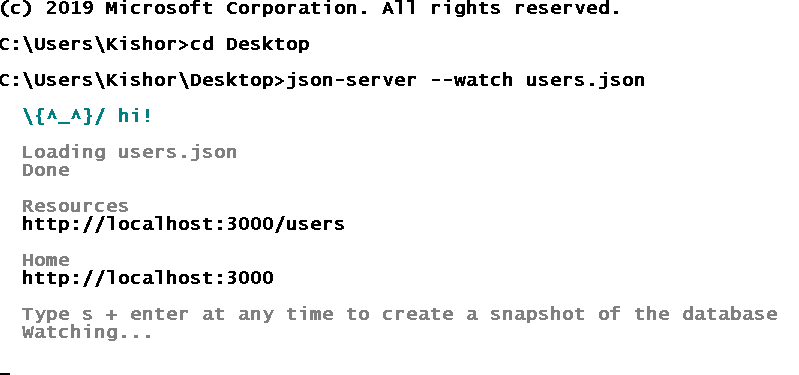 (c) 2019 Microsoft Corporation. All rights reserved.
C:\Users\Kishor>cd Desktop
C:\Users\Kishor\Desktop>json-server --watch users.json
\{^_^}/ hi!
Loading users.json
Done
Resources
http://localhost:3000/users
Home
http://localhost:3000
Type s + enter at any time to create a snapshot of the database
Watching...